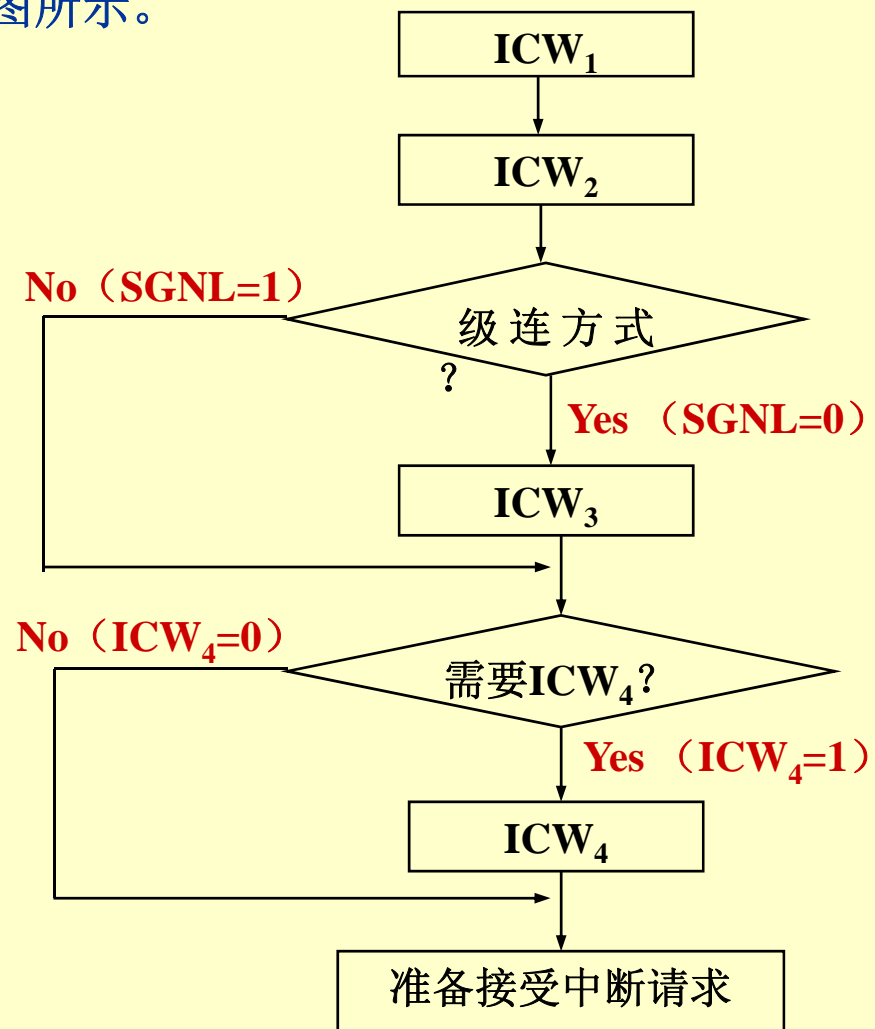 图所示。
ICW₁
ICW₂
No（SGNL=1）
级 连 方 式
?
Yes （SGNL=0）
ICW₃
No（ICW₄=0）
需要ICW₄?
Yes （ICW₄=1）
ICW₄
准备接受中断请求